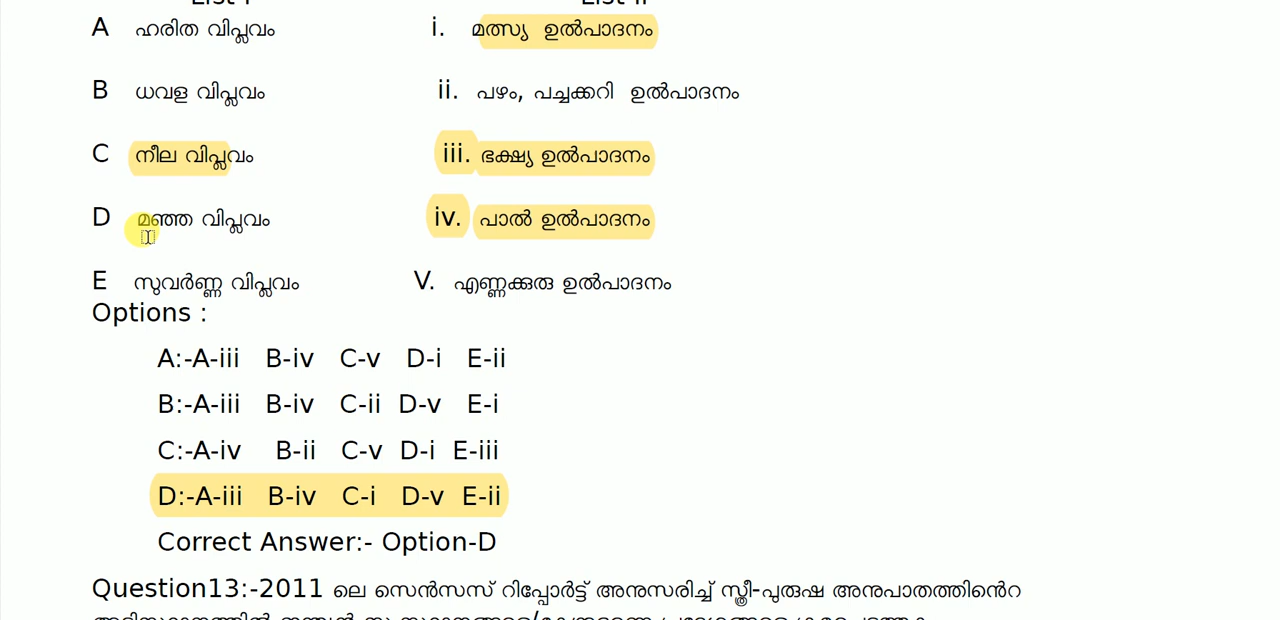 A ഹരിത വിപ്ലവം i. മത്സ്യ ഉൽപാദനം
B ധവള വിപ്ലവം ii. പഴം, പച്ചക്കറി ഉൽപാദനം
C നീല വിപ്ലവം iii. ഭക്ഷ്യ ഉൽപാദനം
D മഞ്ഞ വിപ്ലവം iv. പാൽ ഉൽപാദനം
E സുവർണ്ണ വിപ്ലവം V. എണ്ണക്കുരു ഉൽപാദനം
Options :
A:-A-iii B-iv C-v D-i E-ii
B:-A-iii B-iv C-ii D-v E-i
C:-A-iv B-ii C-v D-i E-iii
D:-A-iii B-iv C-i D-v E-ii
Correct Answer:- Option-D
Question13:-2011 ലെ സെൻസസ് റിപ്പോർട്ട് അനുസരിച്ച് സ്ത്രീ-പുരുഷ അനുപാതത്തിൻെറ